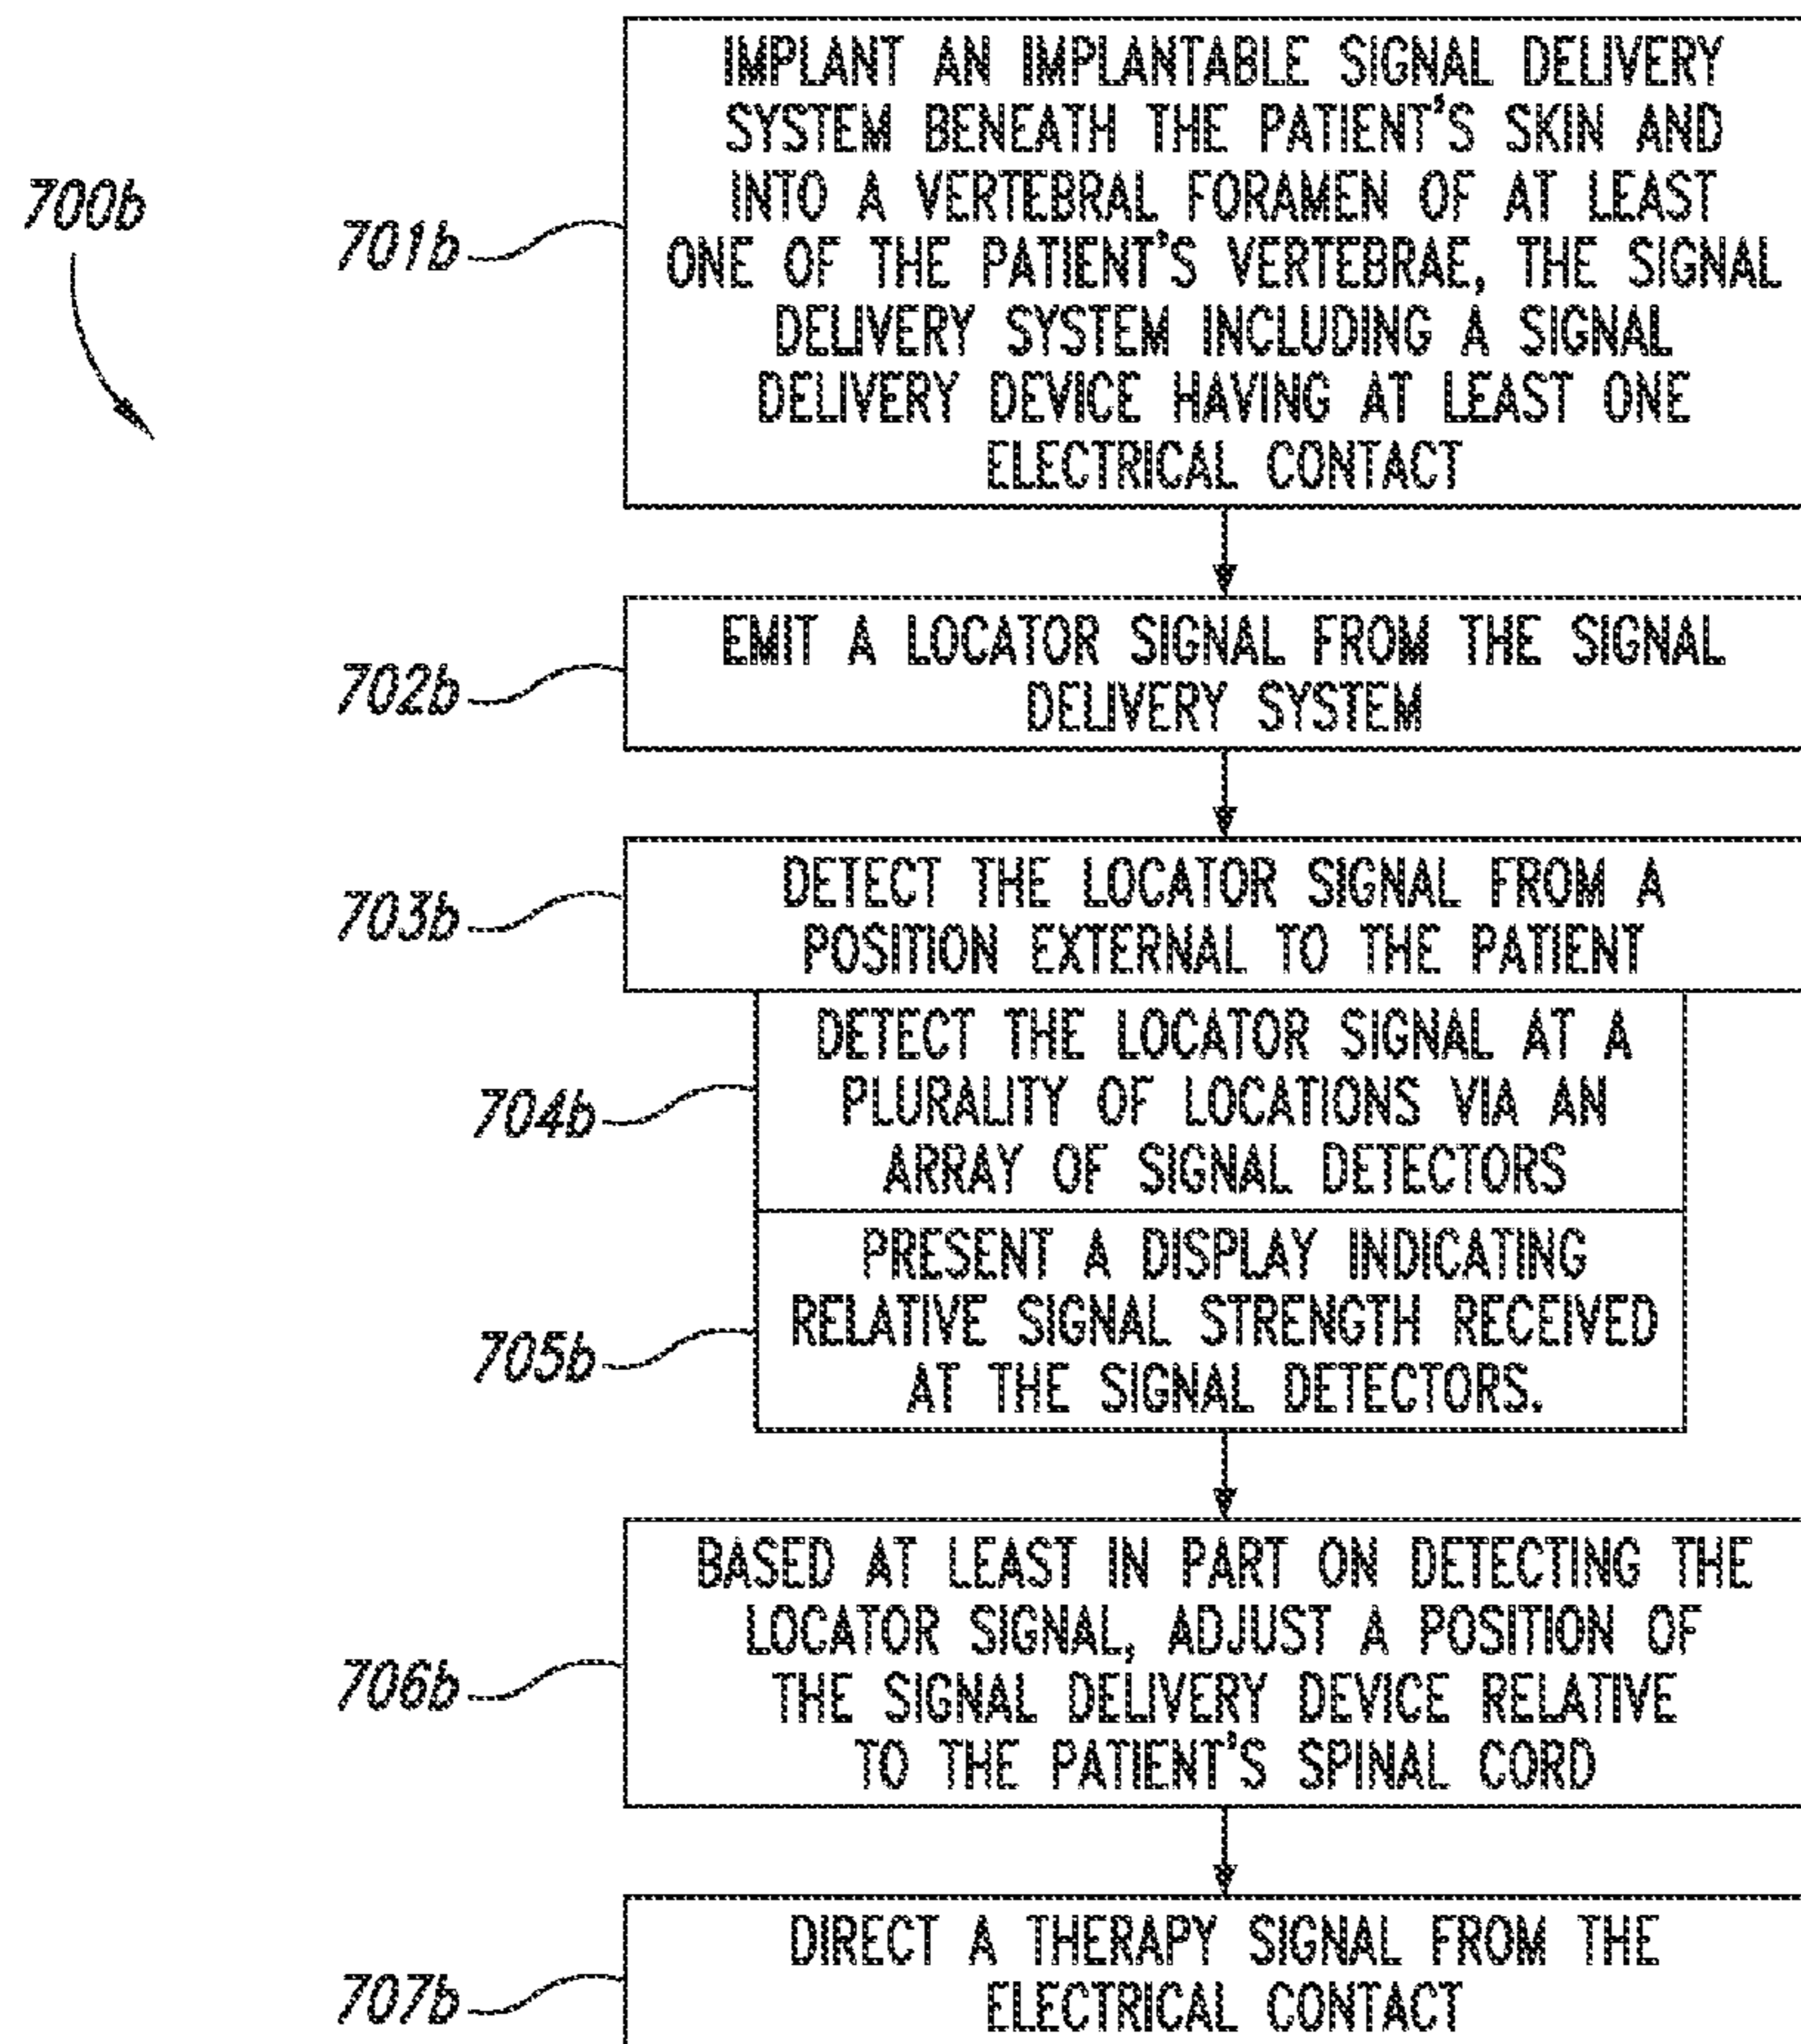 700b
701b
IMPLANT AN IMPLANTABLE SIGNAL DELIVERY
SYSTEM BENEATH THE PATIENT'S SKIN AND
INTO A VERTEBRAL FORAMEN OF AT LEAST
ONE OF THE PATIENT'S VERTEBRAE, THE SIGNAL
DELIVERY SYSTEM INCLUDING A SIGNAL
DELIVERY DEVICE HAVING AT LEAST ONE
ELECTRICAL CONTACT
702b
EMIT A LOCATOR SIGNAL FROM THE SIGNAL
DELIVERY SYSTEM
703b
DETECT THE LOCATOR SIGNAL FROM A
POSITION EXTERNAL TO THE PATIENT
704b
DETECT THE LOCATOR SIGNAL AT A
PLURALITY OF LOCATIONS VIA AN
ARRAY OF SIGNAL DETECTORS
705b
PRESENT A DISPLAY INDICATING
RELATIVE SIGNAL STRENGTH RECEIVED
AT THE SIGNAL DETECTORS.
706b
BASED AT LEAST IN PART ON DETECTING THE
LOCATOR SIGNAL, ADJUST A POSITION OF
THE SIGNAL DELIVERY DEVICE RELATIVE
TO THE PATIENT'S SPINAL CORD
707b
DIRECT A THERAPY SIGNAL FROM THE
ELECTRICAL CONTACT